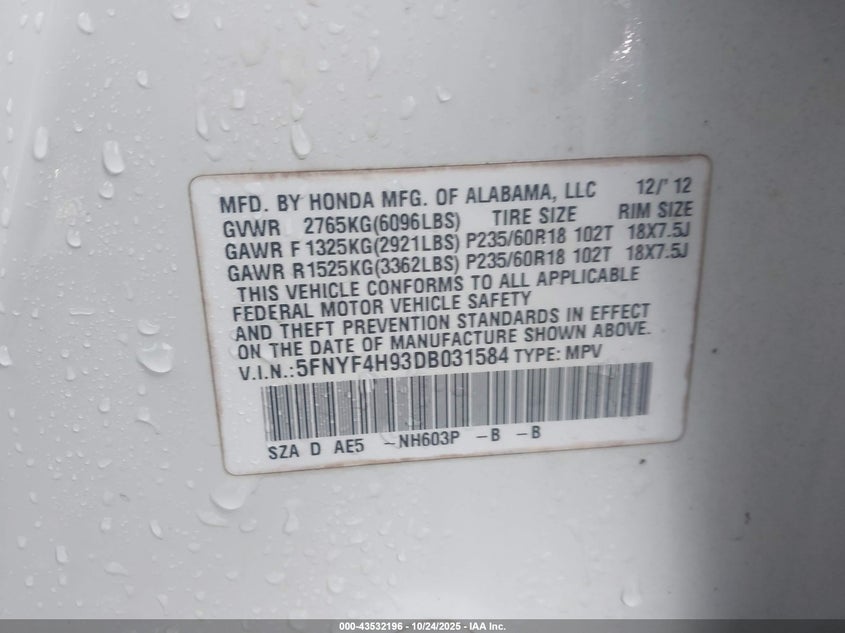 MFD. BY HONDA MFG. OF ALABAMA, LLC 12/'12
GVWR 2765KG(6096LBS) TIRE SIZE RIM SIZE
GAWR F 1325KG(2921LBS) P235/60R18 102T 18X7.5J
GAWR R1525KG(3362LBS) P235/60R18 102T 18X7.5J
THIS VEHICLE CONFORMS TO ALL APPLICABLE
FEDERAL MOTOR VEHICLE SAFETY
AND THEFT PREVENTION STANDARDS IN EFFECT
ON THE DATE OF MANUFACTURE SHOWN ABOVE.
V.I.N.:5FNYF4H93DB031584 TYPE: MPV
SZA D AE5 –NH603P –B –B
000-43532196 - 10/24/2025 - IAA Inc.